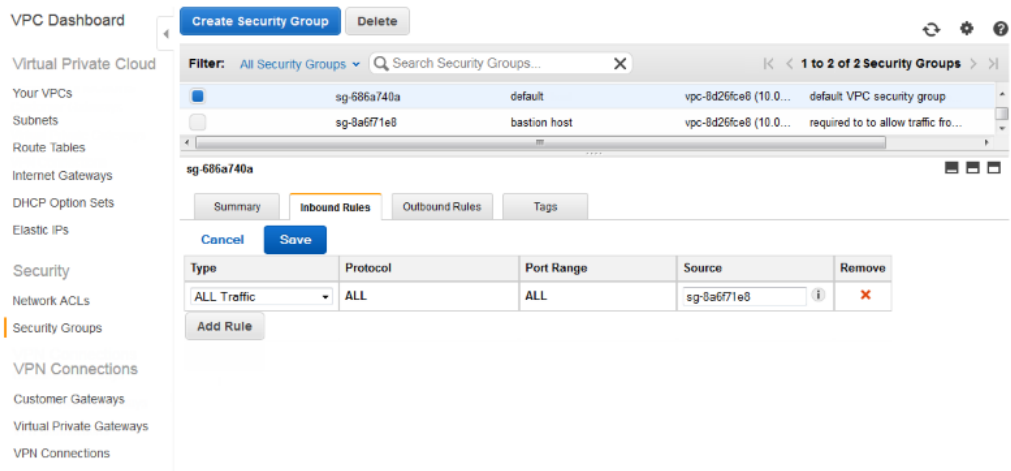 VPC Dashboard
Create Security Group
Delete
Virtual Private Cloud
Your VPCs
Subnets
Route Tables
Internet Gateways
DHCP Option Sets
Elastic IPs
Security
Network ACLs
Security Groups
VPN Connections
Customer Gateways
Virtual Private Gateways
VPN Connections
Filter: All Security Groups Search Security Groups... X 1 to 2 of 2 Security Groups
sg-686a740a default vpc-8d26fce8 (10.0... default VPC security group
sg-8a6f71e8 bastion host vpc-8d26fce8 (10.0... required to to allow traffic fro...
sg-686a740a
Summary Inbound Rules Outbound Rules Tags
Cancel Save
Type Protocol Port Range Source Remove
ALL Traffic ALL ALL sg-8a6f71e8
Add Rule